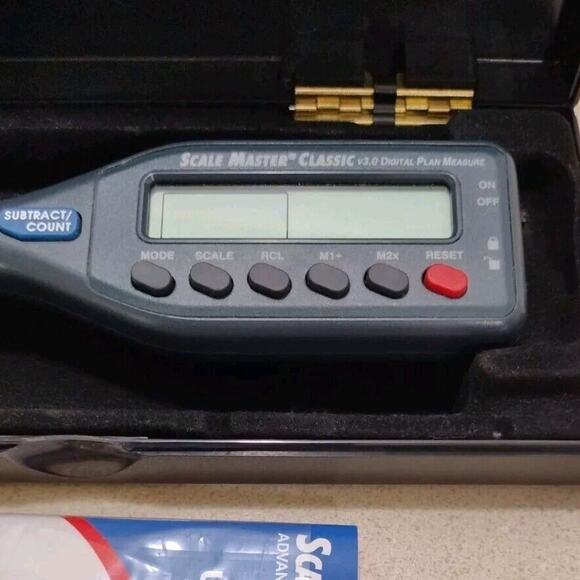 SCALE MASTER® CLASSIC v3.0 DIGITAL PLAN MEASURE
ON
OFF
SUBTRACT/
COUNT
MODE SCALE RCL M1+ M2x RESET
SCA
ADVAN